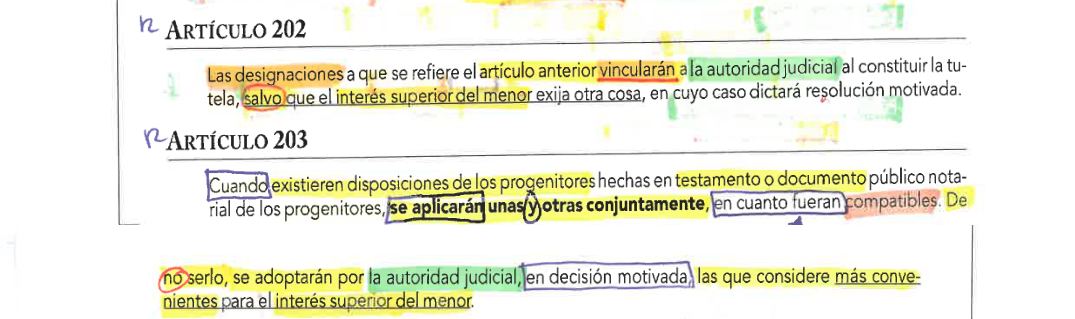 ARTÍCULO 202
Las designaciones a que se refiere el artículo anterior vincularán a la autoridad judicial al constituir la tu-
tela, salvo que el interés superior del menor exija otra cosa, en cuyo caso dictará resolución motivada.
ARTÍCULO 203
Cuando existieren disposiciones de los progenitores hechas en testamento o documento público nota-
rial de los progenitores, se aplicarán unas y otras conjuntamente, en cuanto fueran compatibles. De
no serlo, se adoptarán por la autoridad judicial, en decisión motivada, las que considere más conve-
nientes para el interés superior del menor.